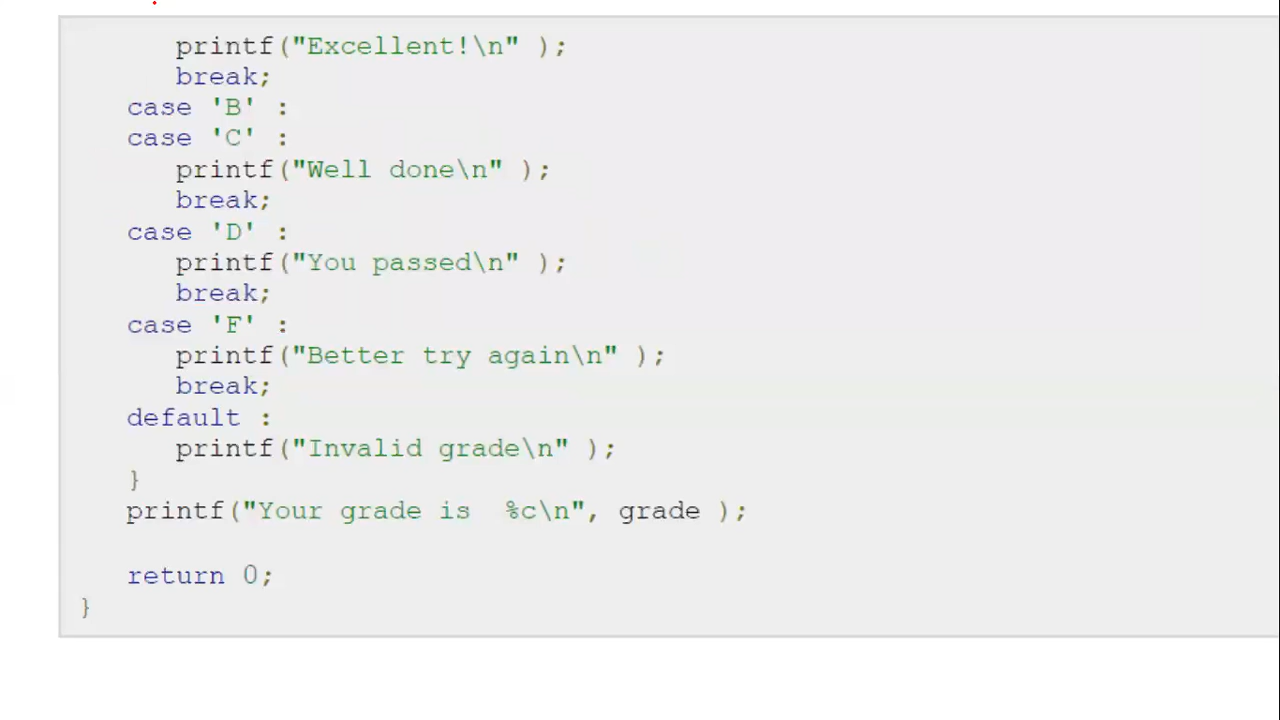 printf("Excellent!\n" );
break;
case 'B' :
case 'C' :
printf("Well done\n" );
break;
case 'D' :
printf("You passed\n" );
break;
case 'F' :
printf("Better try again\n" );
break;
default :
printf("Invalid grade\n" );
}
printf("Your grade is  %c\n", grade );
return 0;
}